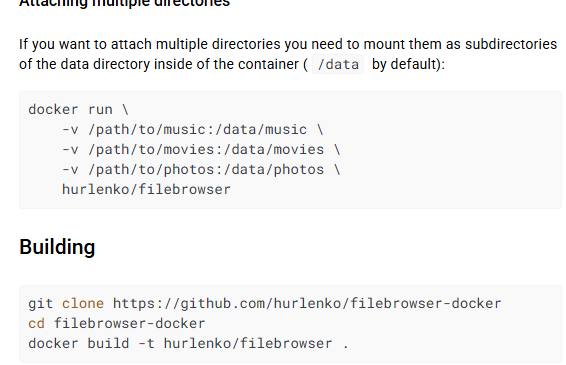 Attaching multiple directories
If you want to attach multiple directories you need to mount them as subdirectories
of the data directory inside of the container ( /data by default):
docker run \
    -v /path/to/music:/data/music \
    -v /path/to/movies:/data/movies \
    -v /path/to/photos:/data/photos \
    hurlenko/filebrowser
Building
git clone https://github.com/hurlenko/filebrowser-docker
cd filebrowser-docker
docker build -t hurlenko/filebrowser .